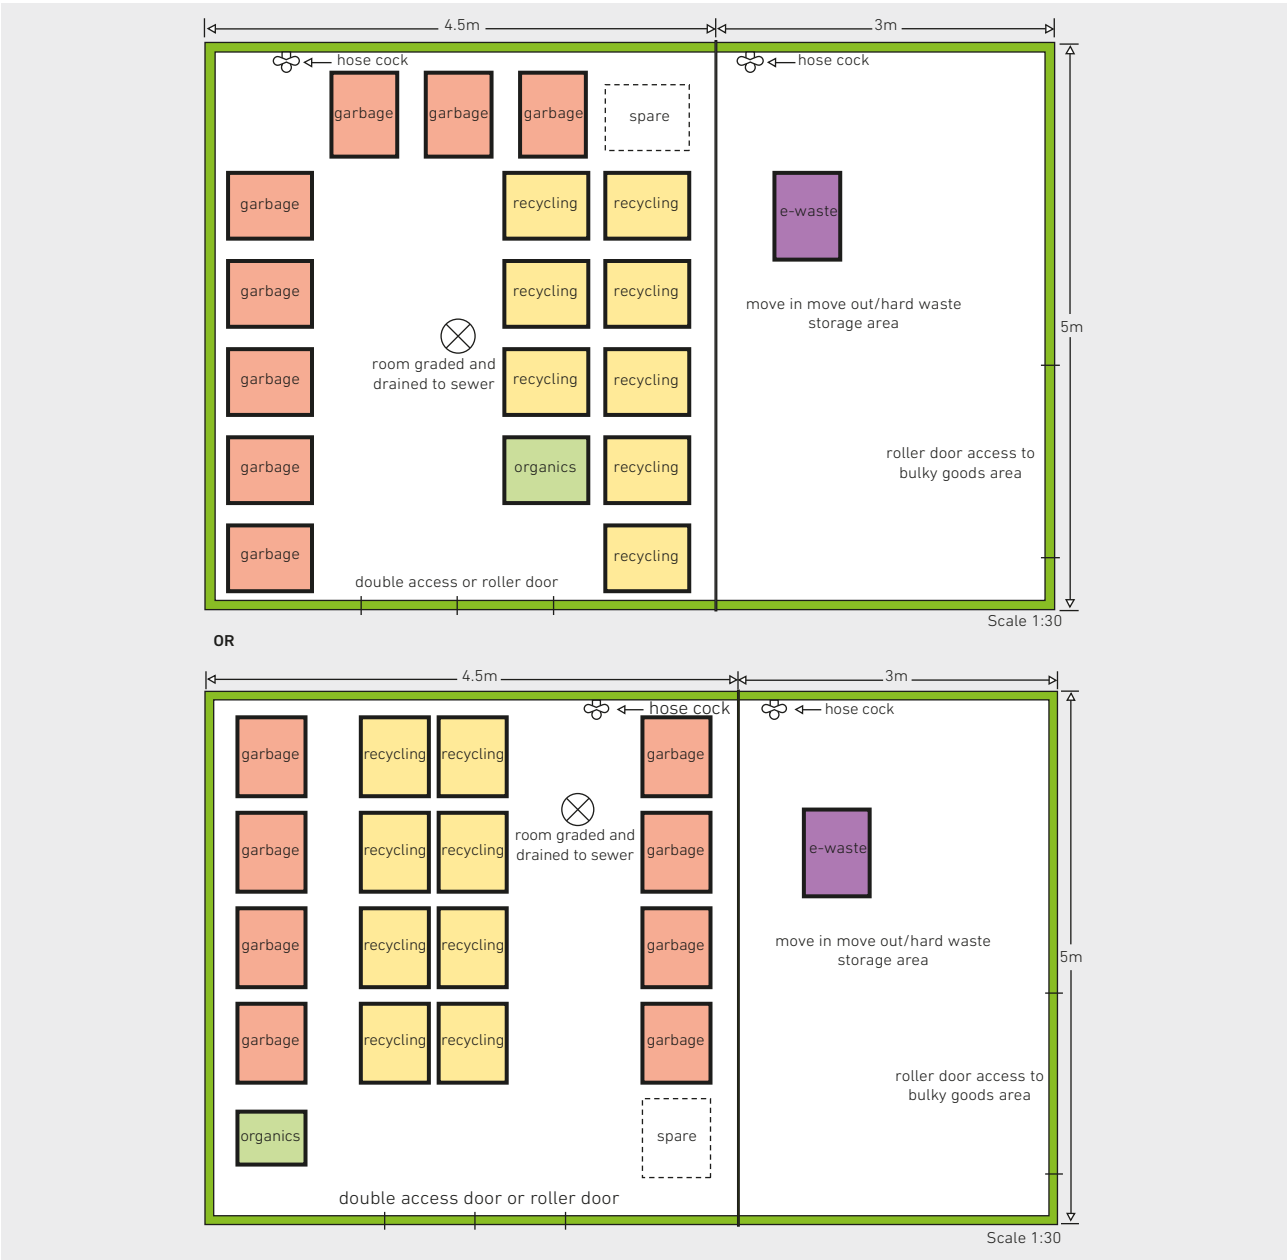 4.5m
3m
hose cock
hose cock
garbage
garbage
garbage
spare
garbage
recycling
recycling
e-waste
garbage
recycling
recycling
move in move out/hard waste
storage area
5m
room graded and
drained to sewer
garbage
recycling
recycling
roller door access to
bulky goods area
garbage
organics
recycling
garbage
recycling
double access or roller door
Scale 1:30
OR
4.5m
3m
hose cock
hose cock
garbage
recycling
recycling
garbage
room graded and
drained to sewer
garbage
recycling
recycling
garbage
e-waste
garbage
recycling
recycling
garbage
move in move out/hard waste
storage area
5m
garbage
recycling
recycling
garbage
roller door access to
bulky goods area
organics
spare
double access door or roller door
Scale 1:30